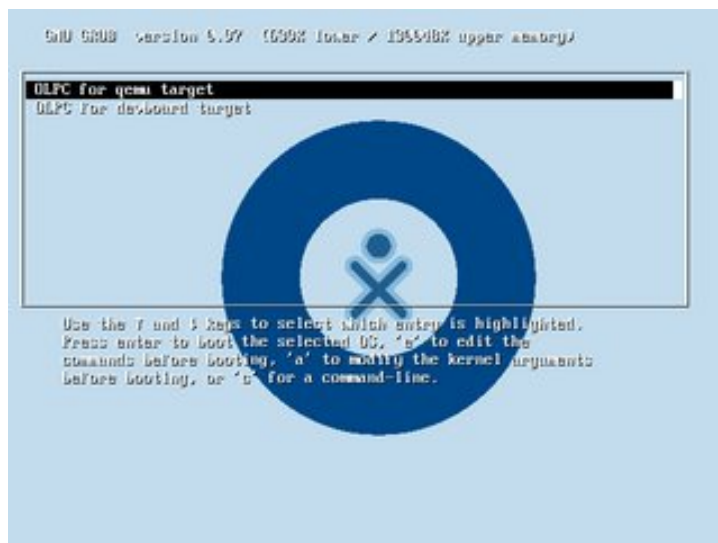 GNU GRUB version 0.97 (639K lower / upper memory)
OLPC for qemu target
OLPC for devboard target
Use the ↑ and ↓ keys to select which entry is highlighted.
Press enter to boot the selected OS, 'e' to edit the
commands before booting, 'a' to modify the kernel arguments
before booting, or 'c' for a command-line.